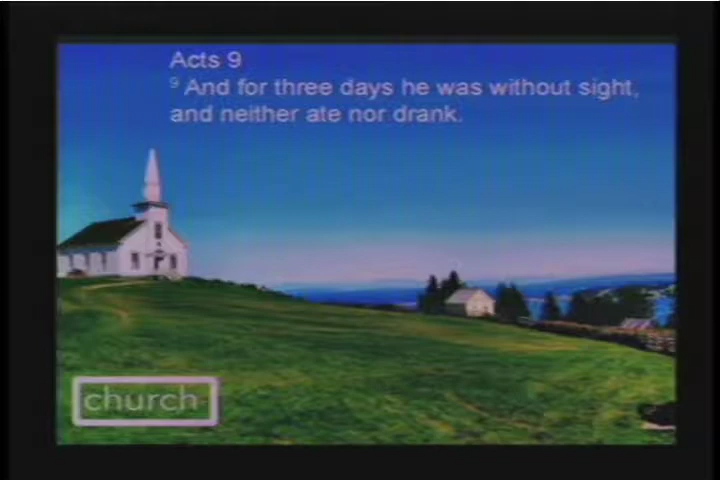 Acts 9
9 And for three days he was without sight,
and neither ate nor drank.
church